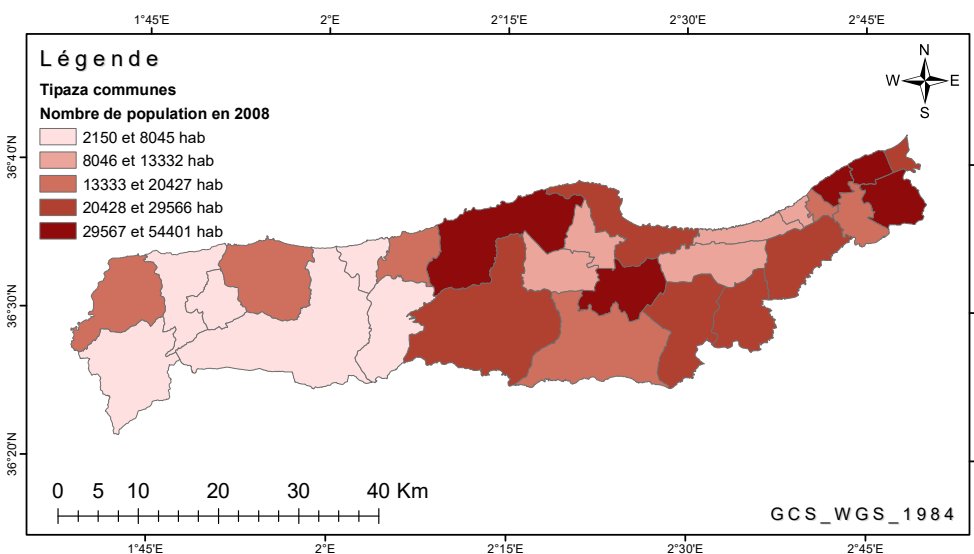 1°45'E 2°E 2°15'E 2°30'E 2°45'E
Légende
Tipaza communes
Nombre de population en 2008
2150 et 8045 hab
8046 et 13332 hab
13333 et 20427 hab
20428 et 29566 hab
29567 et 54401 hab
N
W E
S
36°40'N
36°30'N
36°20'N
0 5 10 20 30 40 Km
GCS_WGS_1984
1°45'E 2°E 2°15'E 2°30'E 2°45'E